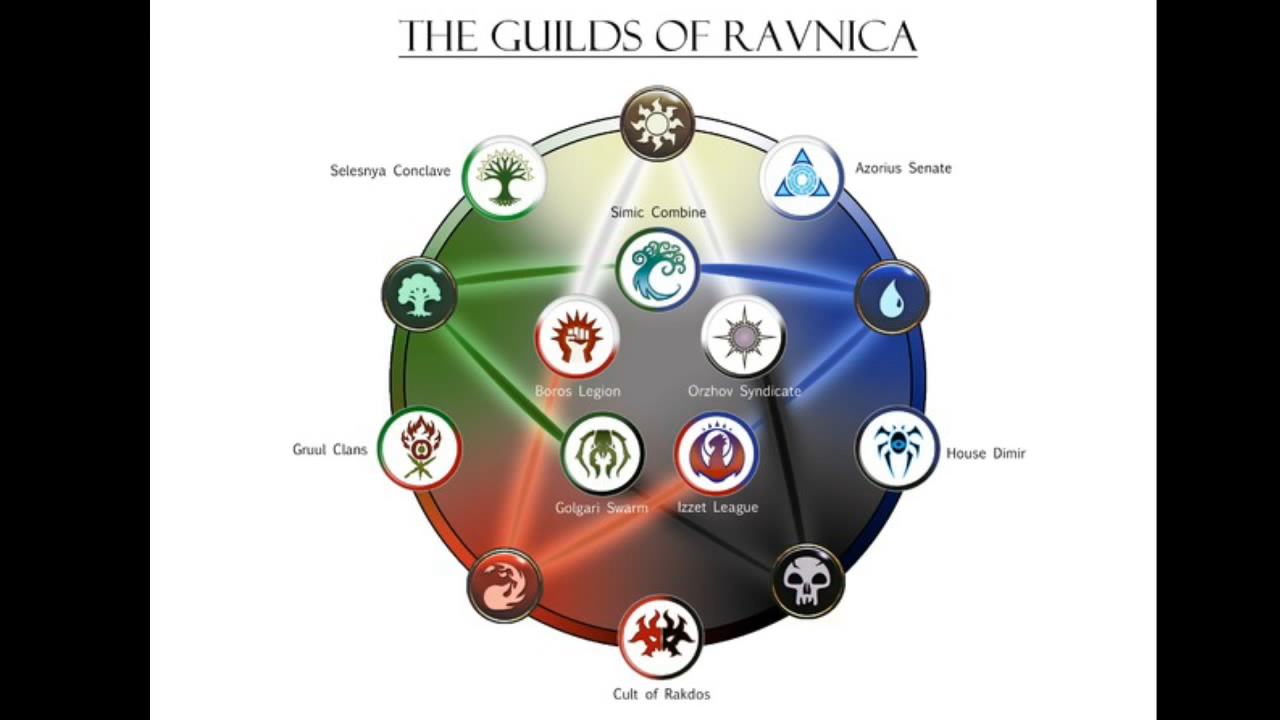 THE GUILDS OF RAVNICA
Selesnya Conclave
Azorius Senate
Simic Combine
Boros Legion
Orzhov Syndicate
Gruul Clans
House Dimir
Golgari Swarm
Izzet League
Cult of Rakdos